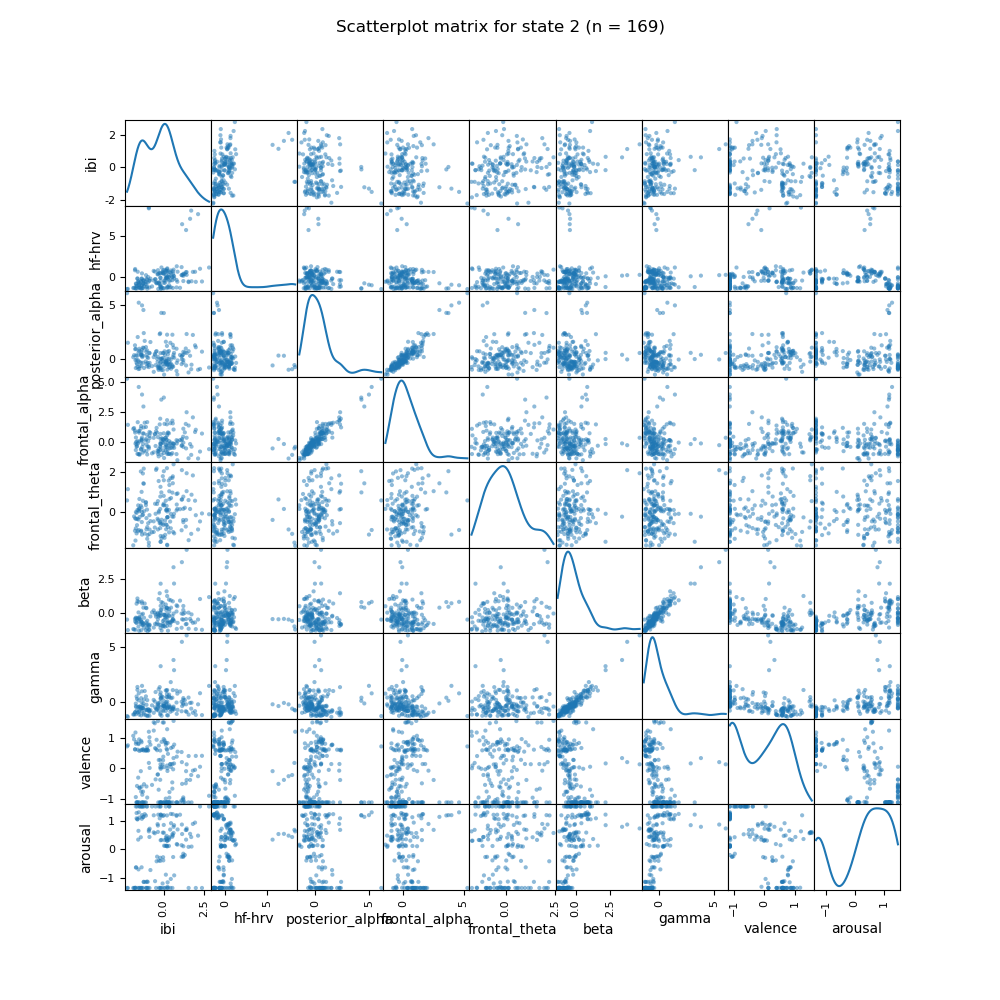 Scatterplot matrix for state 2 (n = 169)
ibi
2
0
−2
hf-hrv
5
0
posterior_alpha
5
0
frontal_alpha
5.0
2.5
0.0
frontal_theta
2
0
beta
2.5
0.0
gamma
5
0
valence
1
0
−1
arousal
1
0
−1
0.0 2.5 0 5 0 5 0 5 0.0 2.5 0.0 2.5 0 5 −1 0 1 −1 0 1
ibi hf-hrv posterior_alpha frontal_alpha frontal_theta beta gamma valence arousal